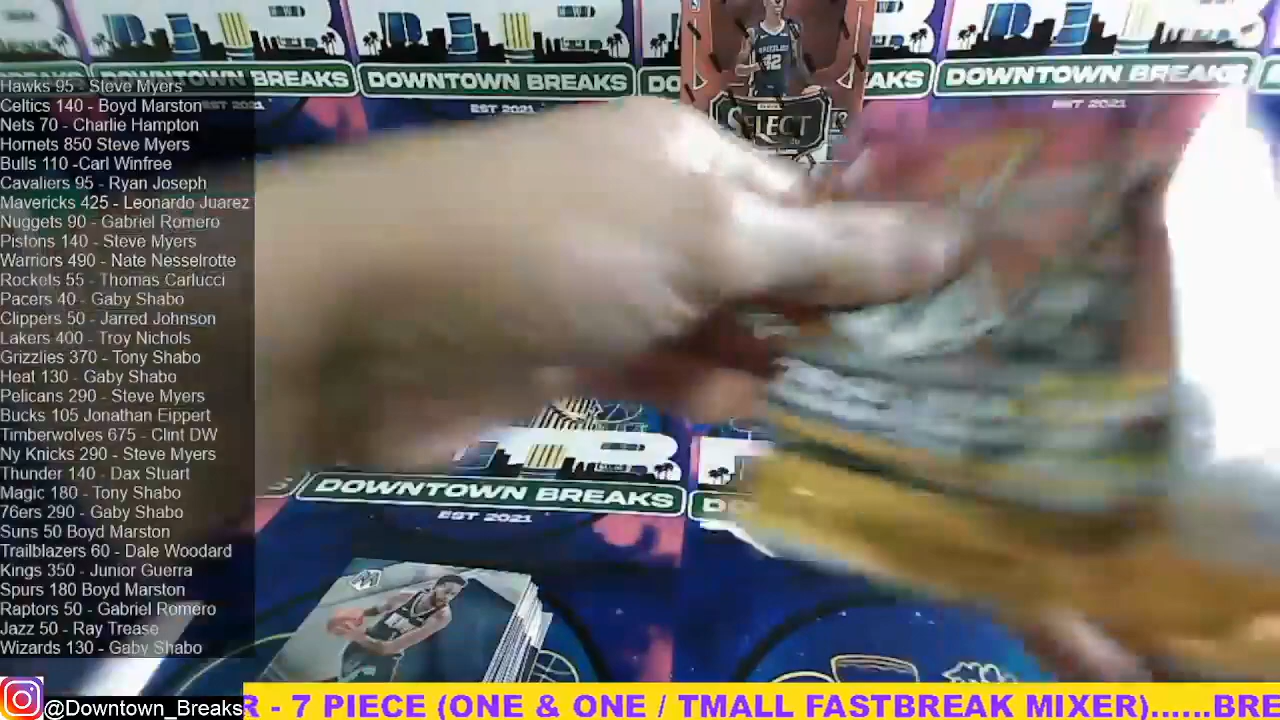 DOWNTOWN BREAKS
DOWNTOWN BREAKS
DOWNTOWN BREAKS
EST 2021
EST 2021
EST 2021
GRIZZLIES
SELECT
Hawks 95 - Steve Myers
Celtics 140 - Boyd Marston
Nets 70 - Charlie Hampton
Hornets 850 Steve Myers
Bulls 110 -Carl Winfree
Cavaliers 95 - Ryan Joseph
Mavericks 425 - Leonardo Juarez
Nuggets 90 - Gabriel Romero
Pistons 140 - Steve Myers
Warriors 490 - Nate Nesselrotte
Rockets 55 - Thomas Carlucci
Pacers 40 - Gaby Shabo
Clippers 50 - Jarred Johnson
Lakers 400 - Troy Nichols
Grizzlies 370 - Tony Shabo
Heat 130 - Gaby Shabo
Pelicans 290 - Steve Myers
Bucks 105 Jonathan Eippert
Timberwolves 675 - Clint DW
Ny Knicks 290 - Steve Myers
Thunder 140 - Dax Stuart
Magic 180 - Tony Shabo
76ers 290 - Gaby Shabo
Suns 50 Boyd Marston
Trailblazers 60 - Dale Woodard
Kings 350 - Junior Guerra
Spurs 180 Boyd Marston
Raptors 50 - Gabriel Romero
Jazz 50 - Ray Trease
Wizards 130 - Gaby Shabo
DOWNTOWN BREAKS
EST 2021
@Downtown_Breaks
R - 7 PIECE (ONE & ONE / TMALL FASTBREAK MIXER)......BRE